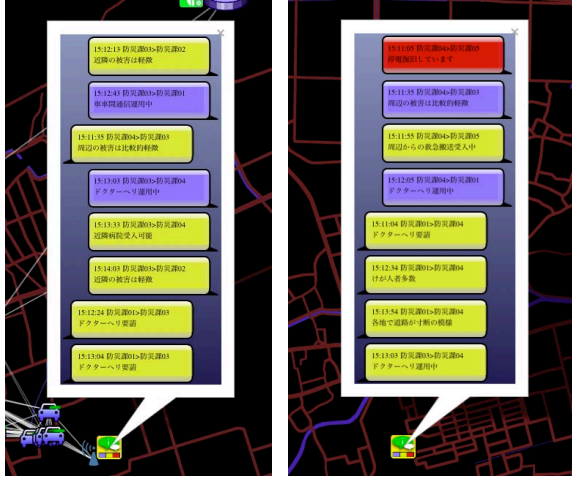 15:12:13 防災課03>防災課02
近隣の被害は軽微
15:12:43 防災課03>防災課01
車車間通信運用中
15:11:35 防災課04>防災課03
周辺の被害は比較的軽微
15:13:03 防災課03>防災課04
ドクターヘリ運用中
15:13:33 防災課03>防災課04
近隣病院受入可能
15:14:03 防災課03>防災課02
近隣の被害は軽微
15:12:24 防災課01>防災課03
ドクターヘリ要請
15:13:04 防災課01>防災課03
ドクターヘリ要請
15:11:05 防災課04>防災課05
停電復旧しています
15:11:35 防災課04>防災課03
周辺の被害は比較的軽微
15:11:55 防災課04>防災課05
周辺からの救急搬送受入中
15:12:05 防災課04>防災課01
ドクターヘリ運用中
15:11:04 防災課01>防災課04
ドクターヘリ要請
15:12:34 防災課01>防災課04
けが人者多数
15:13:54 防災課01>防災課04
各地で道路が寸断の模様
15:13:03 防災課03>防災課04
ドクターヘリ運用中